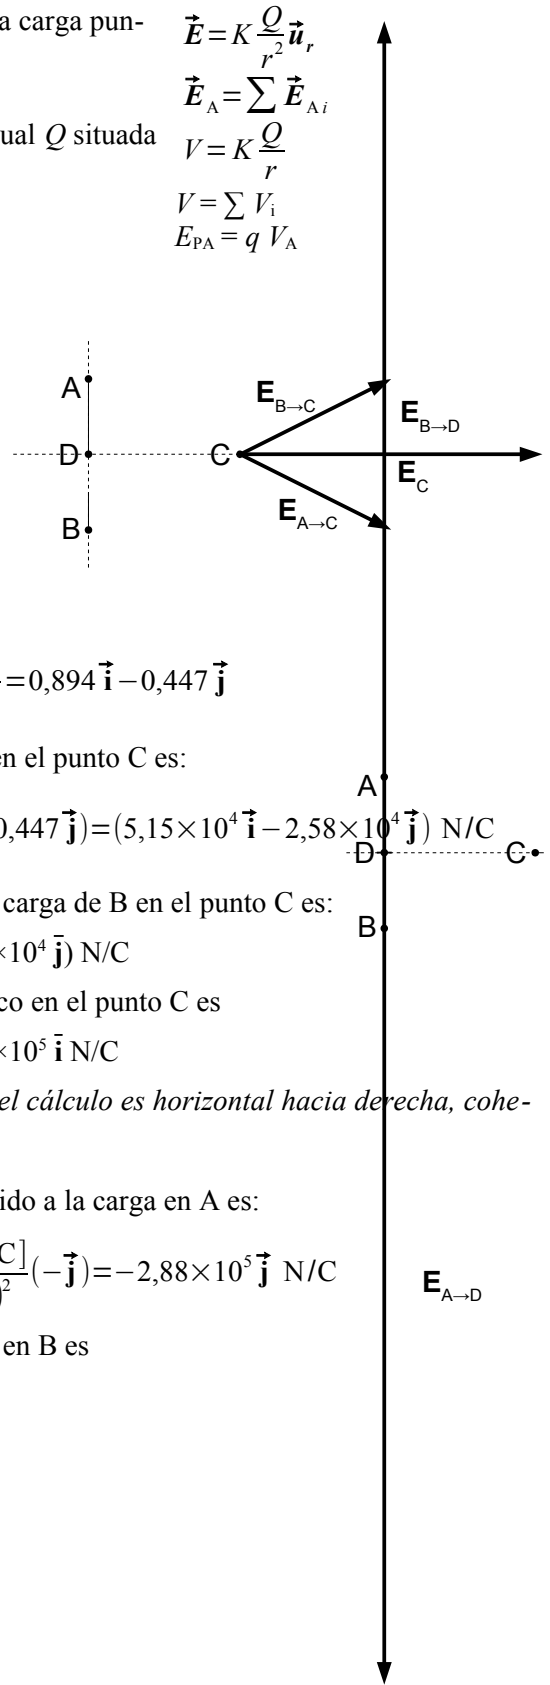 a carga pun-
E⃗ = K Q/r² u⃗r
E⃗A = ∑ E⃗Ai
ual Q situada
V = K Q/r
V = ∑ Vi
EPA = q VA
A
EB→C
EB→D
D
C
EC
EA→C
B
=0,894 i⃗ −0,447 j⃗
en el punto C es:
A
0,447 j⃗)=(5,15×10⁴ i⃗ −2,58×10⁴ j⃗) N/C
D
C
carga de B en el punto C es:
B
×10⁴ j̄) N/C
co en el punto C es
×10⁵ ī N/C
el cálculo es horizontal hacia derecha, cohe-
ido a la carga en A es:
C]
)² (−j⃗)=−2,88×10⁵ j⃗ N/C
EA→D
en B es